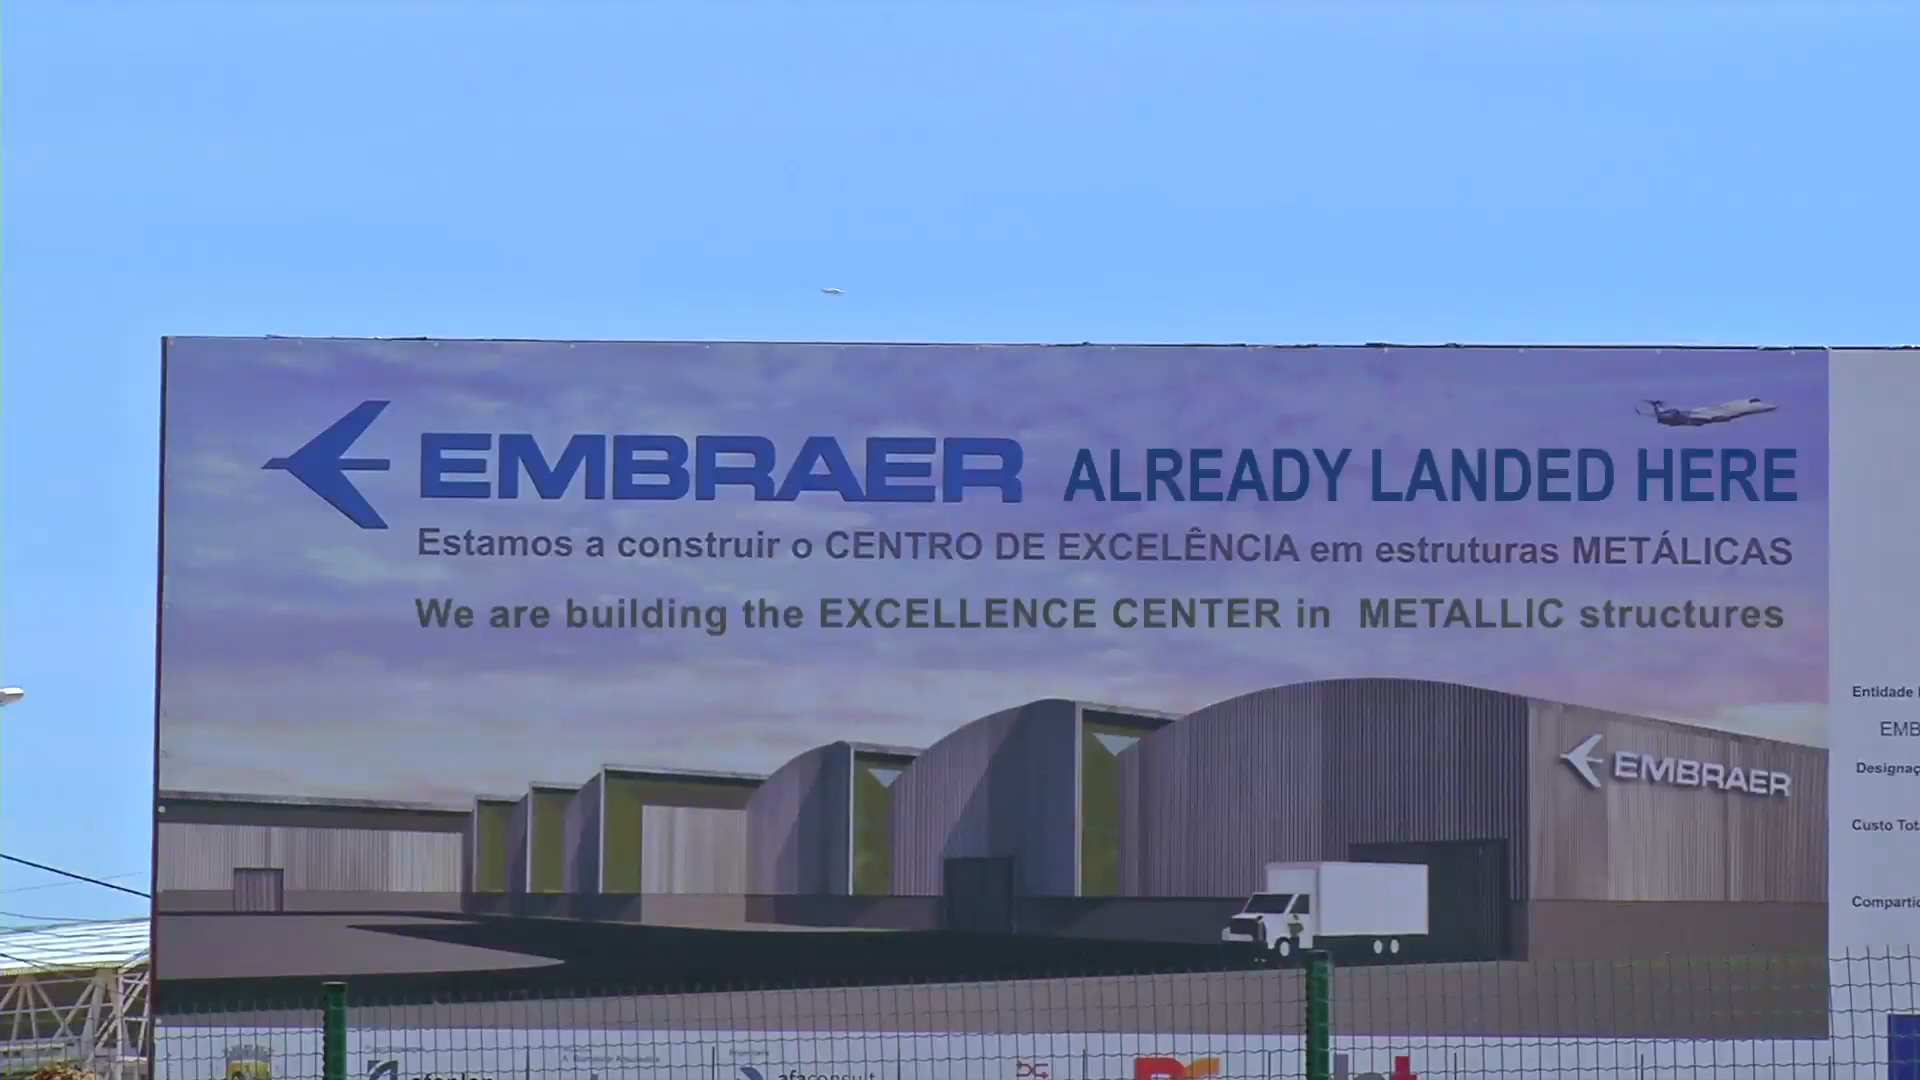 EMBRAER ALREADY LANDED HERE
Estamos a construir o CENTRO DE EXCELÊNCIA em estruturas METÁLICAS
We are building the EXCELLENCE CENTER in METALLIC structures
EMBRAER
Entidade
EMB
Designaç
Custo Tot
Compartic
afaplan
afaconsult